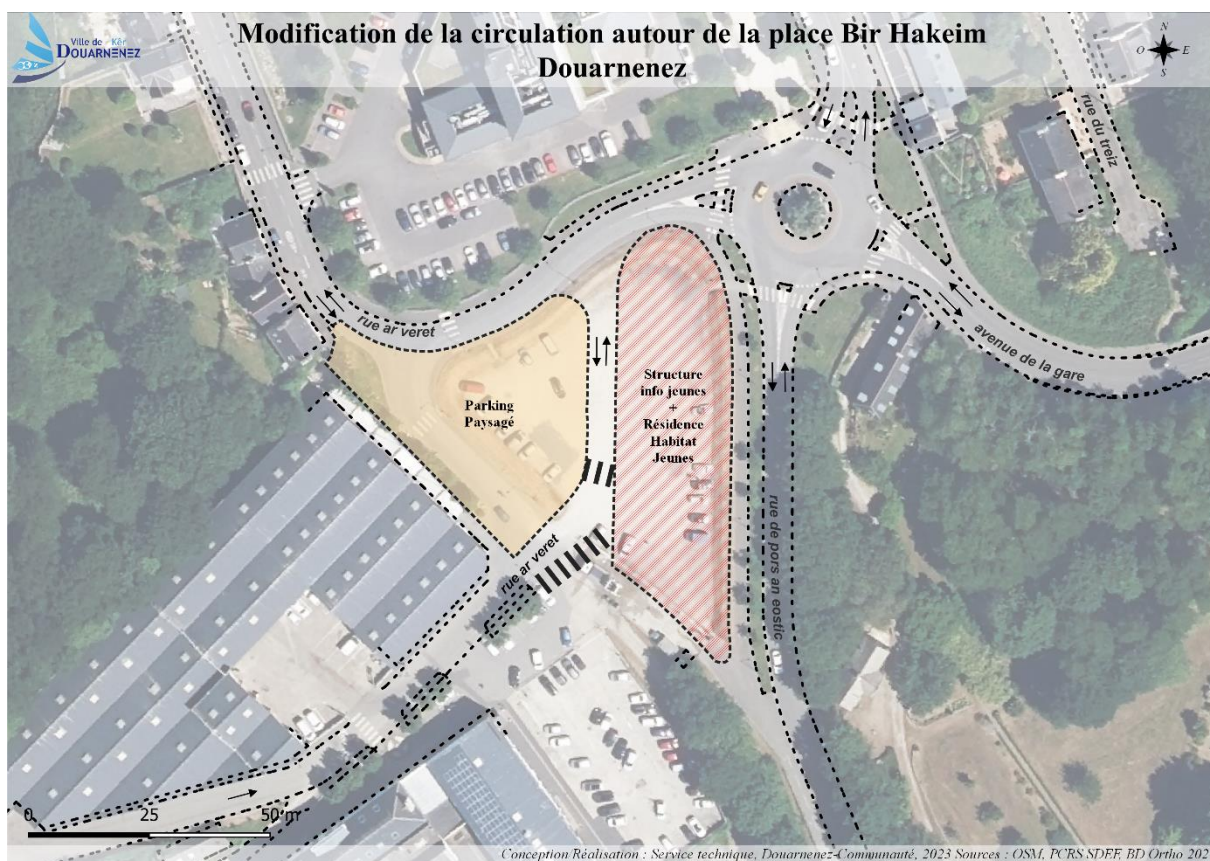 Ville de Kêr
DOUARNENEZ
Modification de la circulation autour de la place Bir Hakeim
Douarnenez
N
O E
S
rue du treiz
rue ar veret
avenue de la gare
Parking
Paysagé
Structure
info jeunes
+
Résidence
Habitat
Jeunes
rue ar veret
rue de pors an eostic
0 25 50 m
Conception Réalisation : Service technique, Douarnenez-Communauté, 2023 Sources : OSM, PCRS SDEF, BD Ortho 202